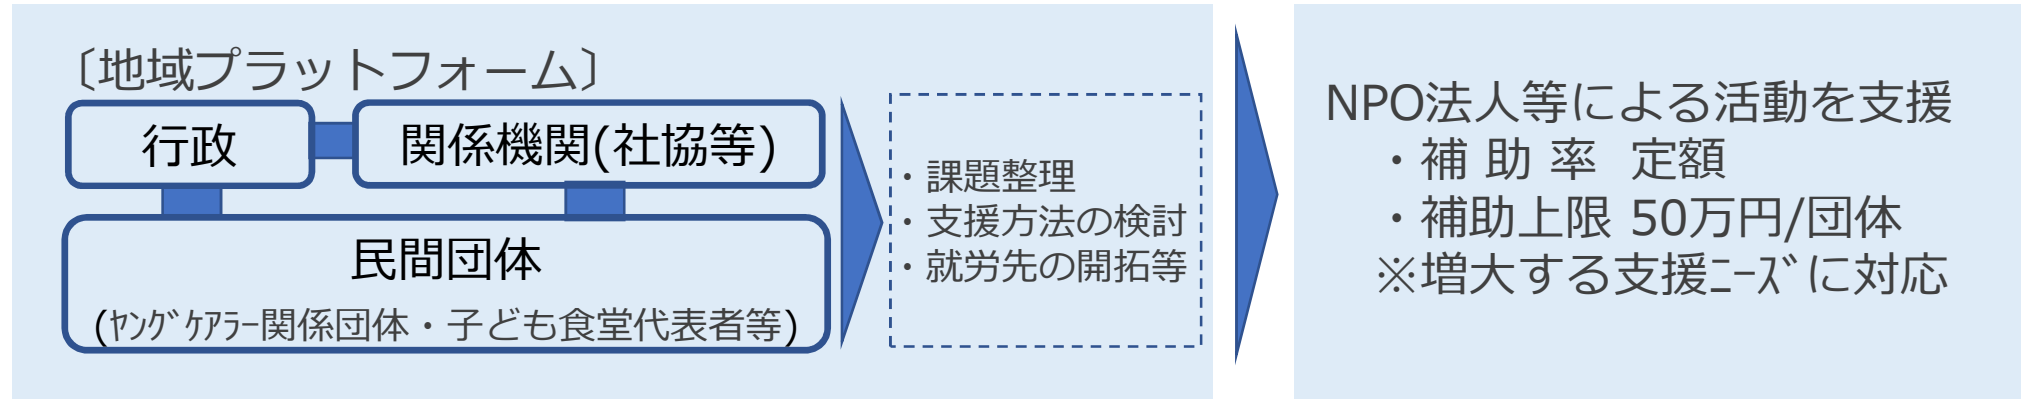 〔地域プラットフォーム〕
行政
関係機関(社協等)
民間団体
(ﾔﾝｸﾞｹｱﾗｰ関係団体・子ども食堂代表者等)
・課題整理
・支援方法の検討
・就労先の開拓等
NPO法人等による活動を支援
・補 助 率 定額
・補助上限 50万円/団体
※増大する支援ﾆｰｽﾞに対応